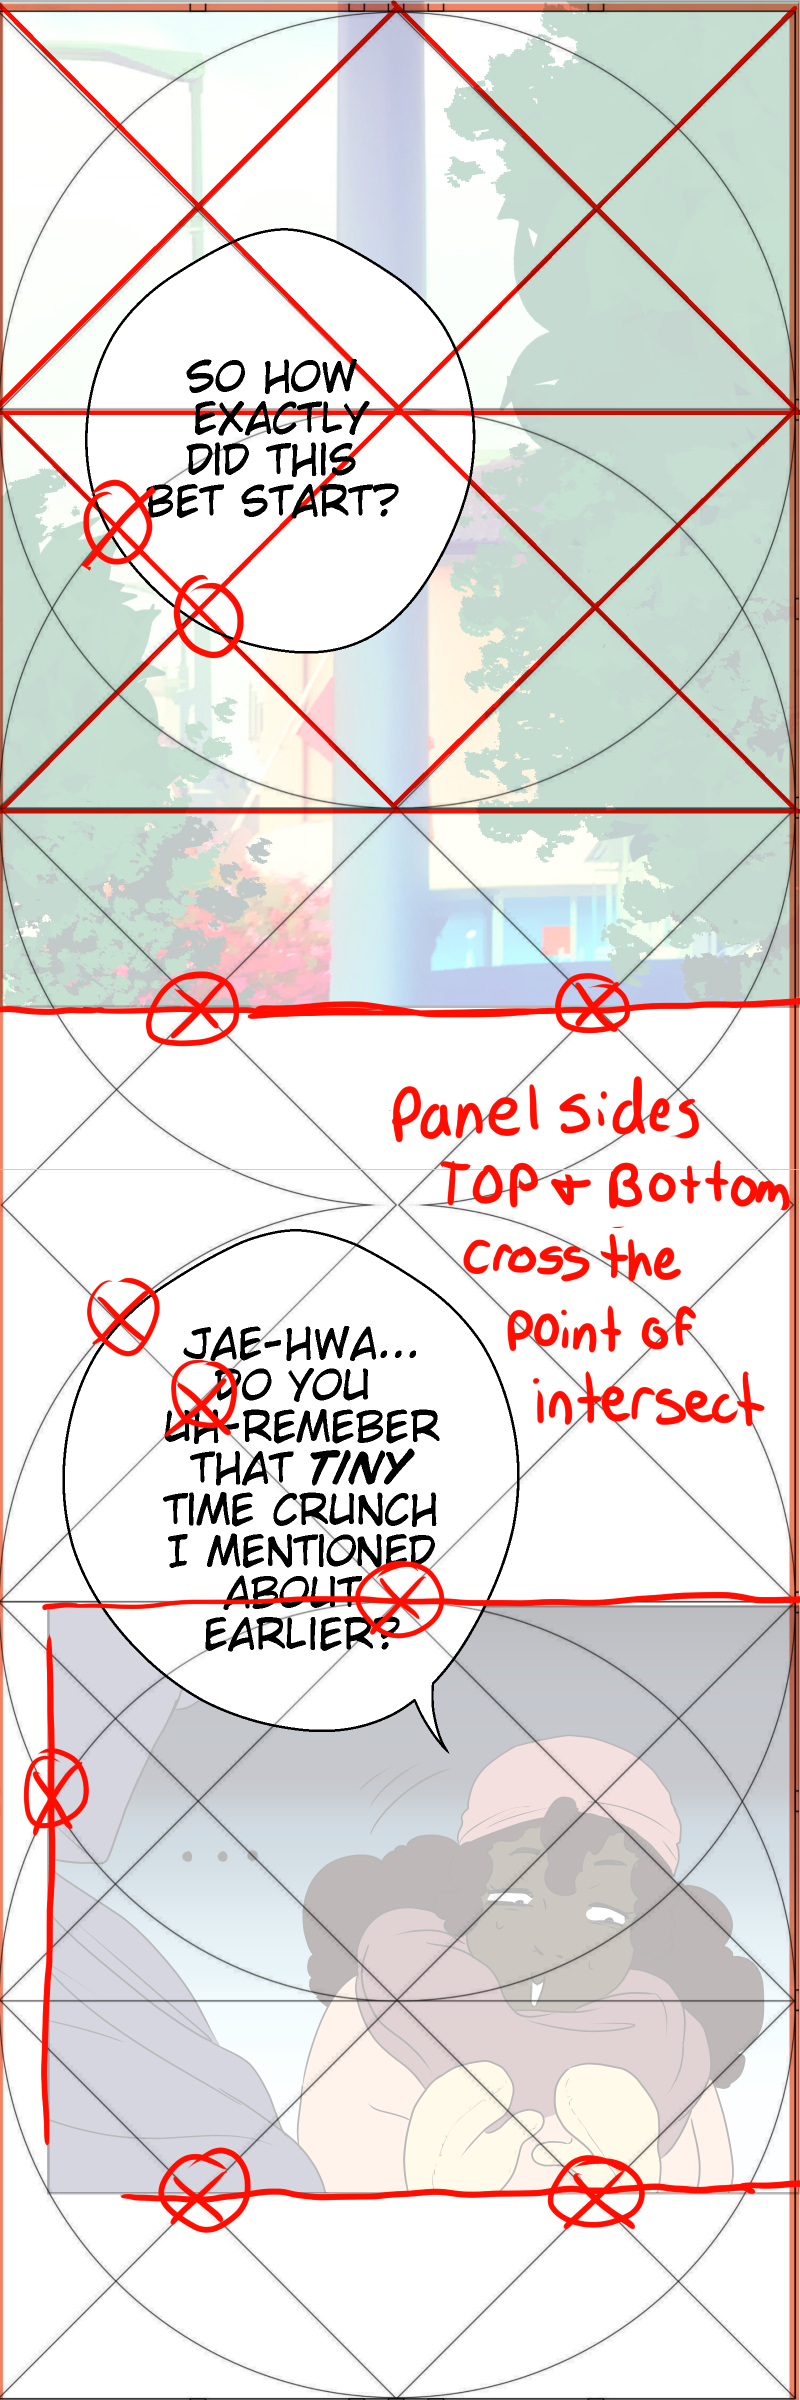 SO HOW
EXACTLY
DID THIS
BET START?
Panel sides
TOP & Bottom
cross the
point of
intersect
JAE-HWA...
DO YOU
UH-REMEBER
THAT TINY
TIME CRUNCH
I MENTIONED
ABOUT
EARLIER?
...